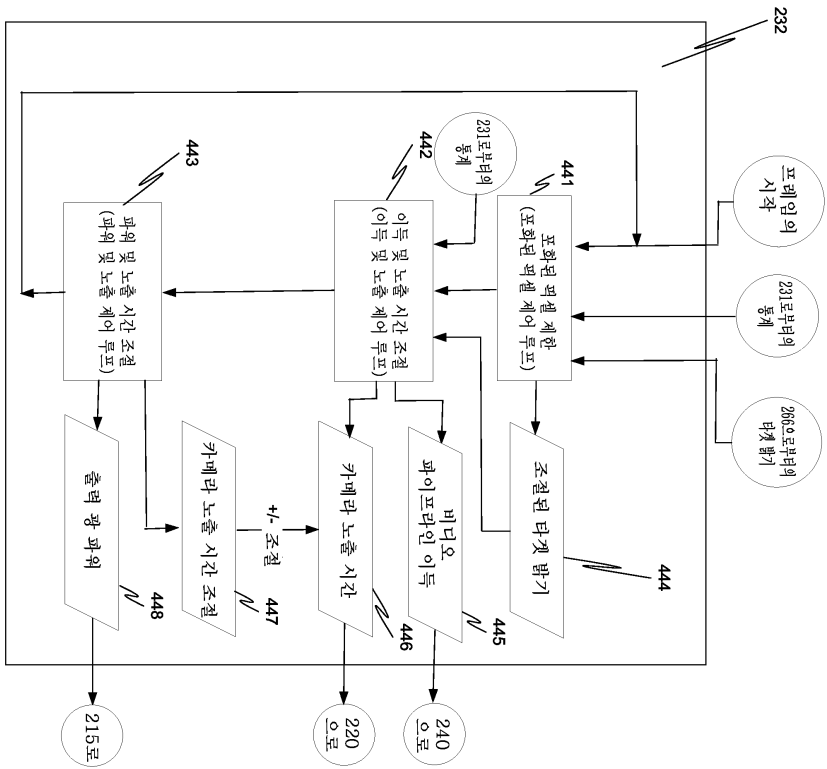 232
프레임의
시작
231로부터의
통계
266으로부터의
타겟 밝기
441
포화된 픽셀 제한
(포화된 픽셀 제어 루프)
조절된 타겟 밝기
444
231로부터의
통계
442
이득 및 노출 시간 조절
(이득 및 노출 제어 루프)
비디오
파이프라인 이득
445
240
으로
카메라 노출 시간
446
220
으로
+/- 조절
443
파워 및 노출 시간 조절
(파워 및 노출 제어 루프)
카메라 노출 시간 조절
447
출력 광 파워
448
215로